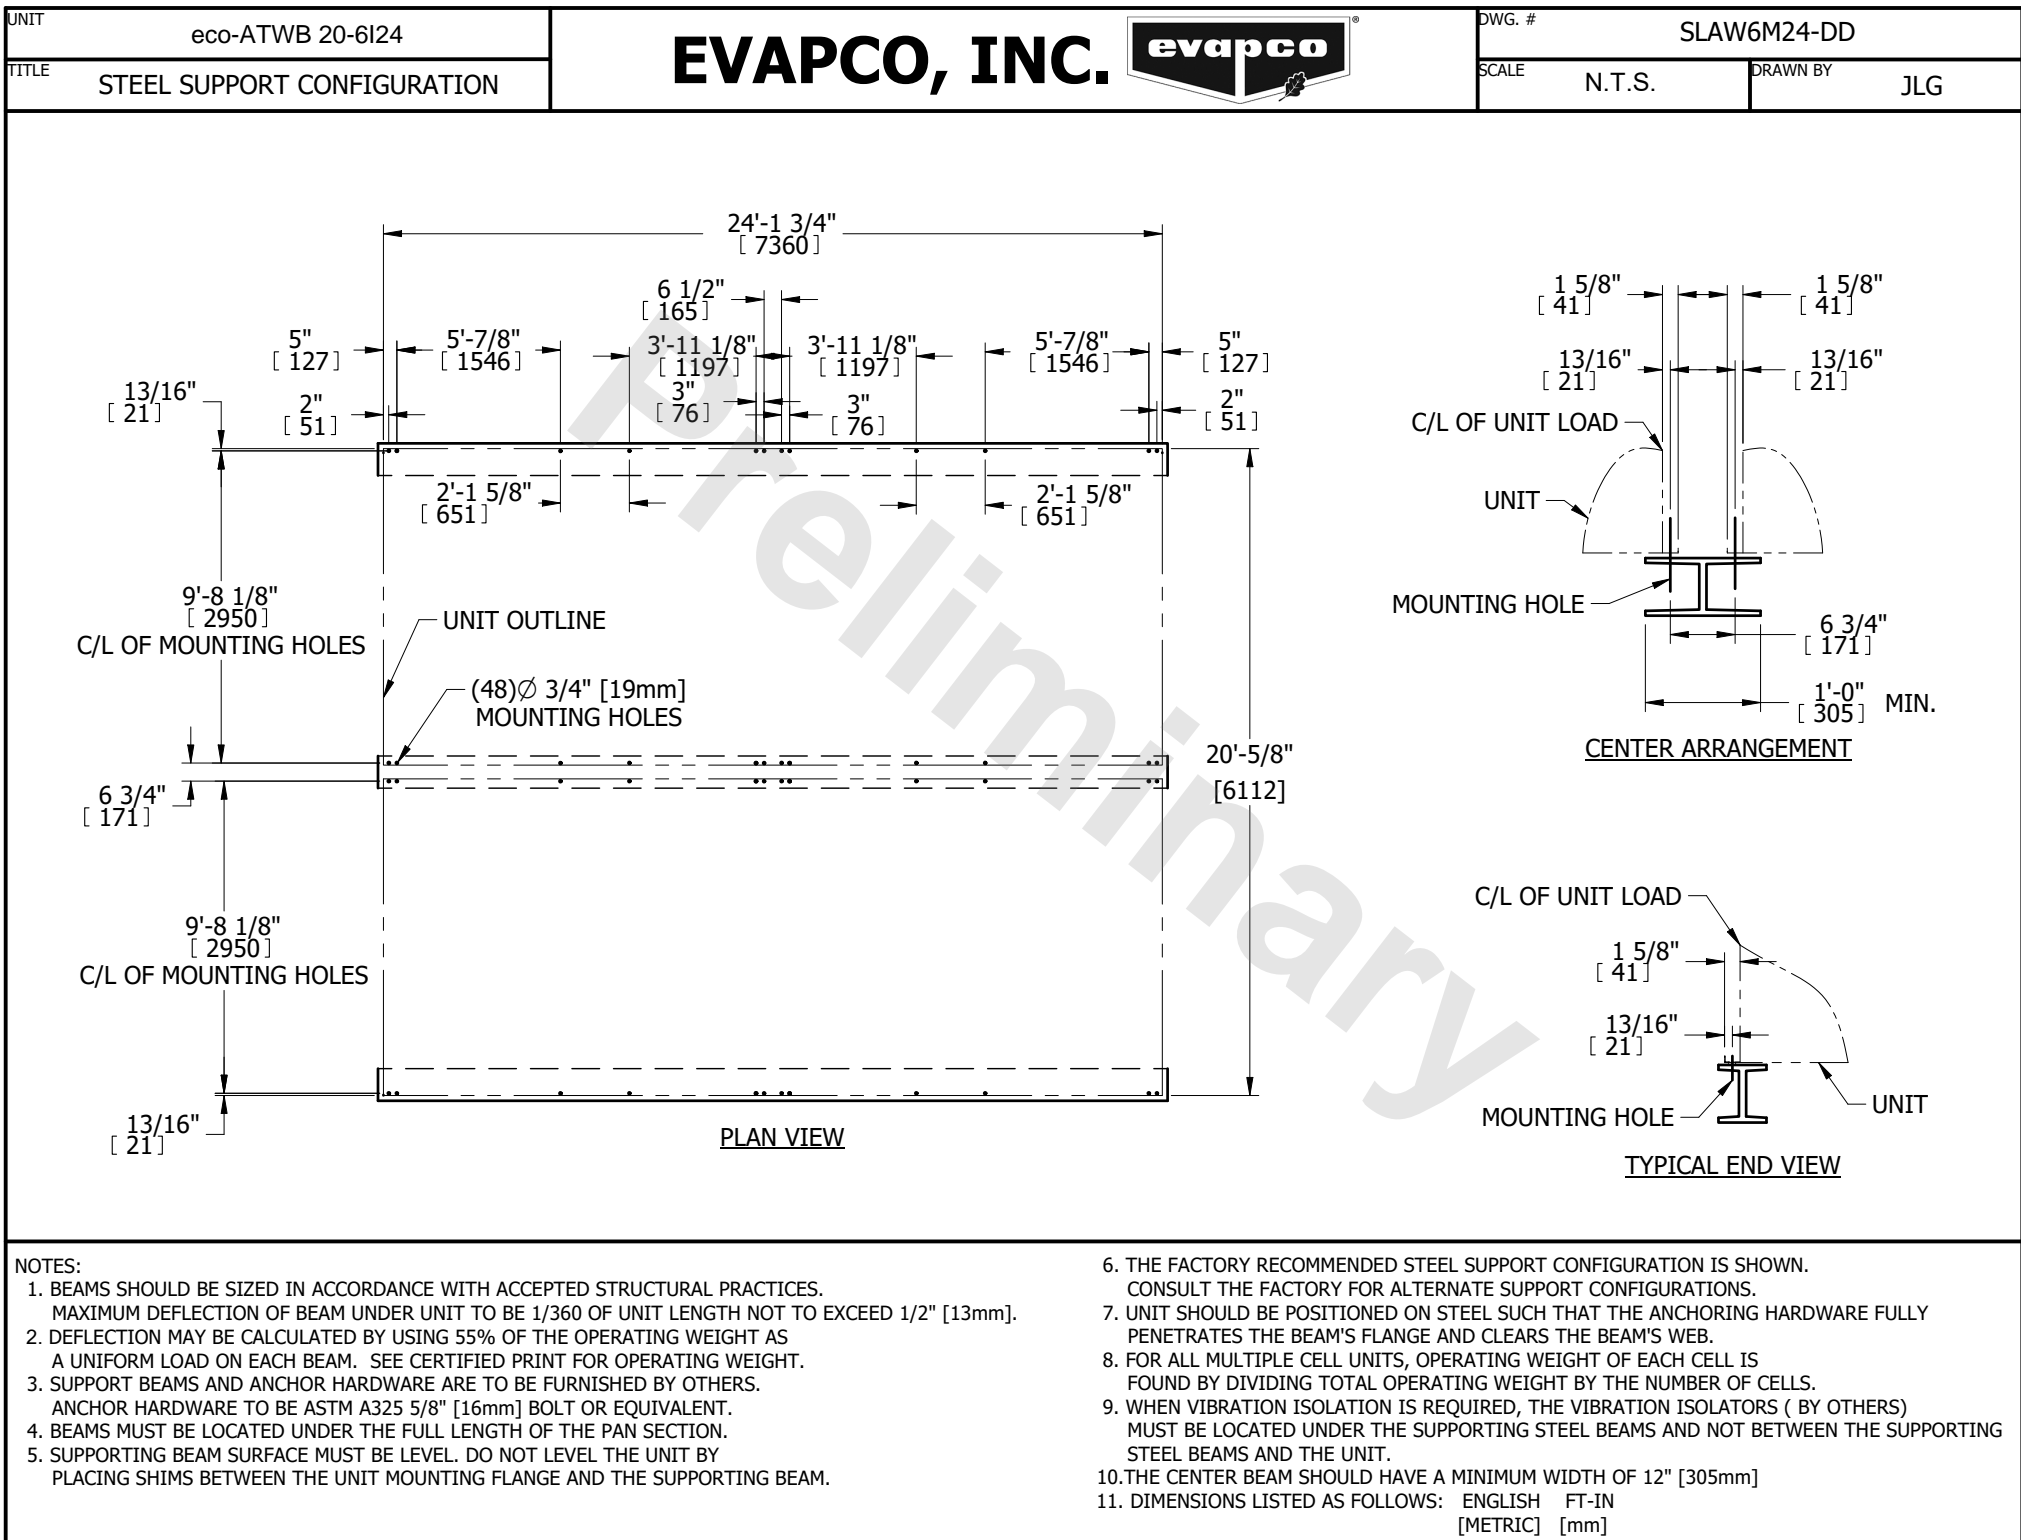 UNIT
eco-ATWB 20-6I24
TITLE
STEEL SUPPORT CONFIGURATION
EVAPCO, INC.
evapco®
DWG. #
SLAW6M24-DD
SCALE
N.T.S.
DRAWN BY
JLG
24'-1 3/4"
[ 7360]
6 1/2"
[ 165]
5"
[ 127]
5'-7/8"
[ 1546]
3'-11 1/8"
[ 1197]
3'-11 1/8"
[ 1197]
5'-7/8"
[ 1546]
5"
[ 127]
13/16"
[ 21]
2"
[ 51]
3"
[ 76]
3"
[ 76]
2"
[ 51]
2'-1 5/8"
[ 651]
2'-1 5/8"
[ 651]
9'-8 1/8"
[ 2950]
C/L OF MOUNTING HOLES
UNIT OUTLINE
(48)Ø 3/4" [19mm]
MOUNTING HOLES
6 3/4"
[ 171]
20'-5/8"
[6112]
9'-8 1/8"
[ 2950]
C/L OF MOUNTING HOLES
13/16"
[ 21]
PLAN VIEW
Preliminary
1 5/8"
[ 41]
1 5/8"
[ 41]
13/16"
[ 21]
13/16"
[ 21]
C/L OF UNIT LOAD
UNIT
MOUNTING HOLE
6 3/4"
[ 171]
1'-0"
[ 305]
MIN.
CENTER ARRANGEMENT
C/L OF UNIT LOAD
1 5/8"
[ 41]
13/16"
[ 21]
MOUNTING HOLE
UNIT
TYPICAL END VIEW
NOTES:
1. BEAMS SHOULD BE SIZED IN ACCORDANCE WITH ACCEPTED STRUCTURAL PRACTICES.
MAXIMUM DEFLECTION OF BEAM UNDER UNIT TO BE 1/360 OF UNIT LENGTH NOT TO EXCEED 1/2" [13mm].
2. DEFLECTION MAY BE CALCULATED BY USING 55% OF THE OPERATING WEIGHT AS
A UNIFORM LOAD ON EACH BEAM. SEE CERTIFIED PRINT FOR OPERATING WEIGHT.
3. SUPPORT BEAMS AND ANCHOR HARDWARE ARE TO BE FURNISHED BY OTHERS.
ANCHOR HARDWARE TO BE ASTM A325 5/8" [16mm] BOLT OR EQUIVALENT.
4. BEAMS MUST BE LOCATED UNDER THE FULL LENGTH OF THE PAN SECTION.
5. SUPPORTING BEAM SURFACE MUST BE LEVEL. DO NOT LEVEL THE UNIT BY
PLACING SHIMS BETWEEN THE UNIT MOUNTING FLANGE AND THE SUPPORTING BEAM.
6. THE FACTORY RECOMMENDED STEEL SUPPORT CONFIGURATION IS SHOWN.
CONSULT THE FACTORY FOR ALTERNATE SUPPORT CONFIGURATIONS.
7. UNIT SHOULD BE POSITIONED ON STEEL SUCH THAT THE ANCHORING HARDWARE FULLY
PENETRATES THE BEAM'S FLANGE AND CLEARS THE BEAM'S WEB.
8. FOR ALL MULTIPLE CELL UNITS, OPERATING WEIGHT OF EACH CELL IS
FOUND BY DIVIDING TOTAL OPERATING WEIGHT BY THE NUMBER OF CELLS.
9. WHEN VIBRATION ISOLATION IS REQUIRED, THE VIBRATION ISOLATORS ( BY OTHERS)
MUST BE LOCATED UNDER THE SUPPORTING STEEL BEAMS AND NOT BETWEEN THE SUPPORTING
STEEL BEAMS AND THE UNIT.
10.THE CENTER BEAM SHOULD HAVE A MINIMUM WIDTH OF 12" [305mm]
11. DIMENSIONS LISTED AS FOLLOWS: ENGLISH FT-IN
[METRIC] [mm]